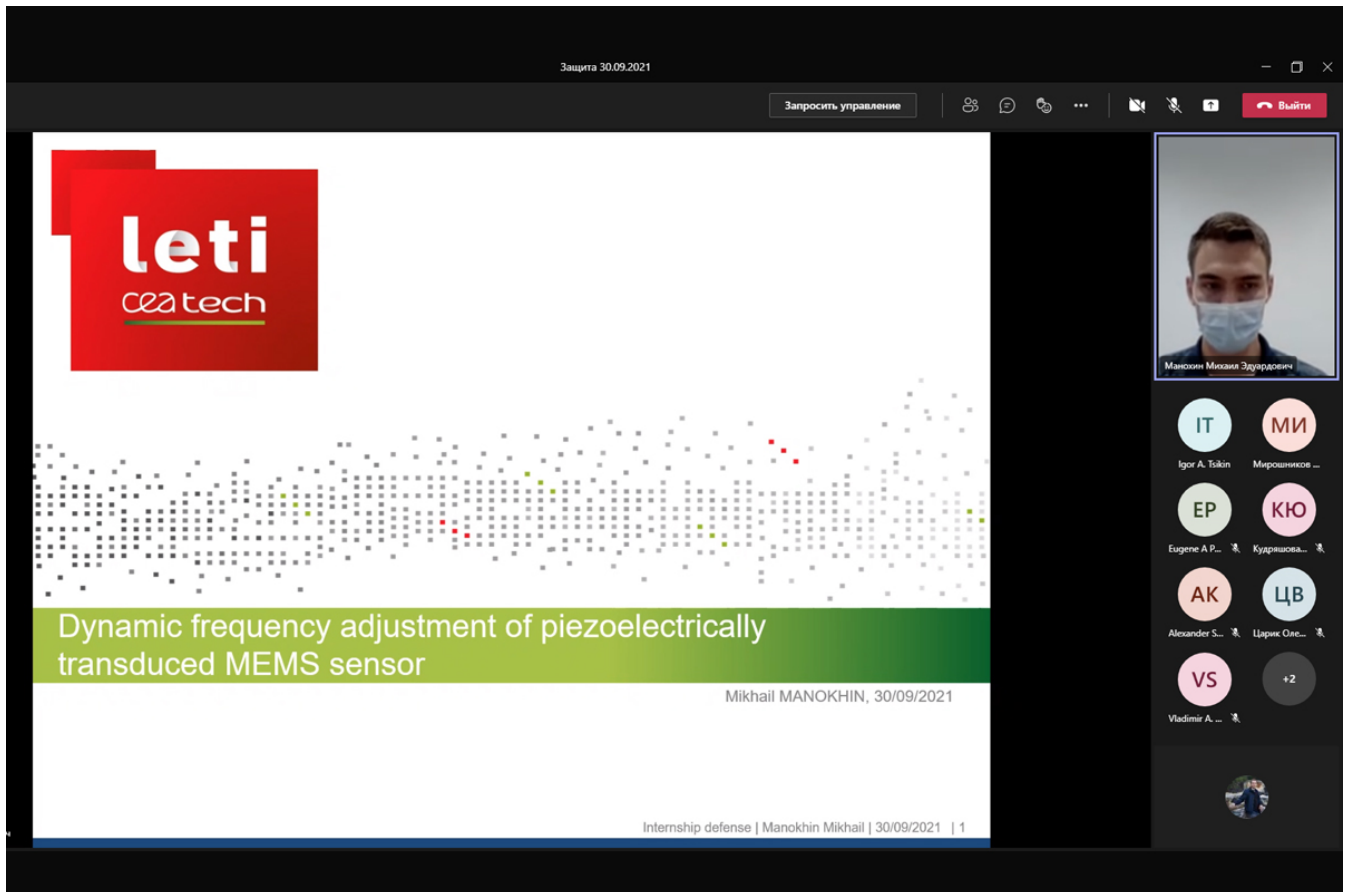 Защита 30.09.2021
Запросить управление
Выйти
leti
ceatech
Dynamic frequency adjustment of piezoelectrically
transduced MEMS sensor
Mikhail MANOKHIN, 30/09/2021
Internship defense | Manokhin Mikhail | 30/09/2021 | 1
Манохин Михаил Эдуардович
IT
МИ
Igor A. Tsikin
Мирошников ...
EP
КЮ
Eugene A P...
Кудряшова...
AK
ЦВ
Alexander S...
Царик Оле...
VS
+2
Vladimir A. ...